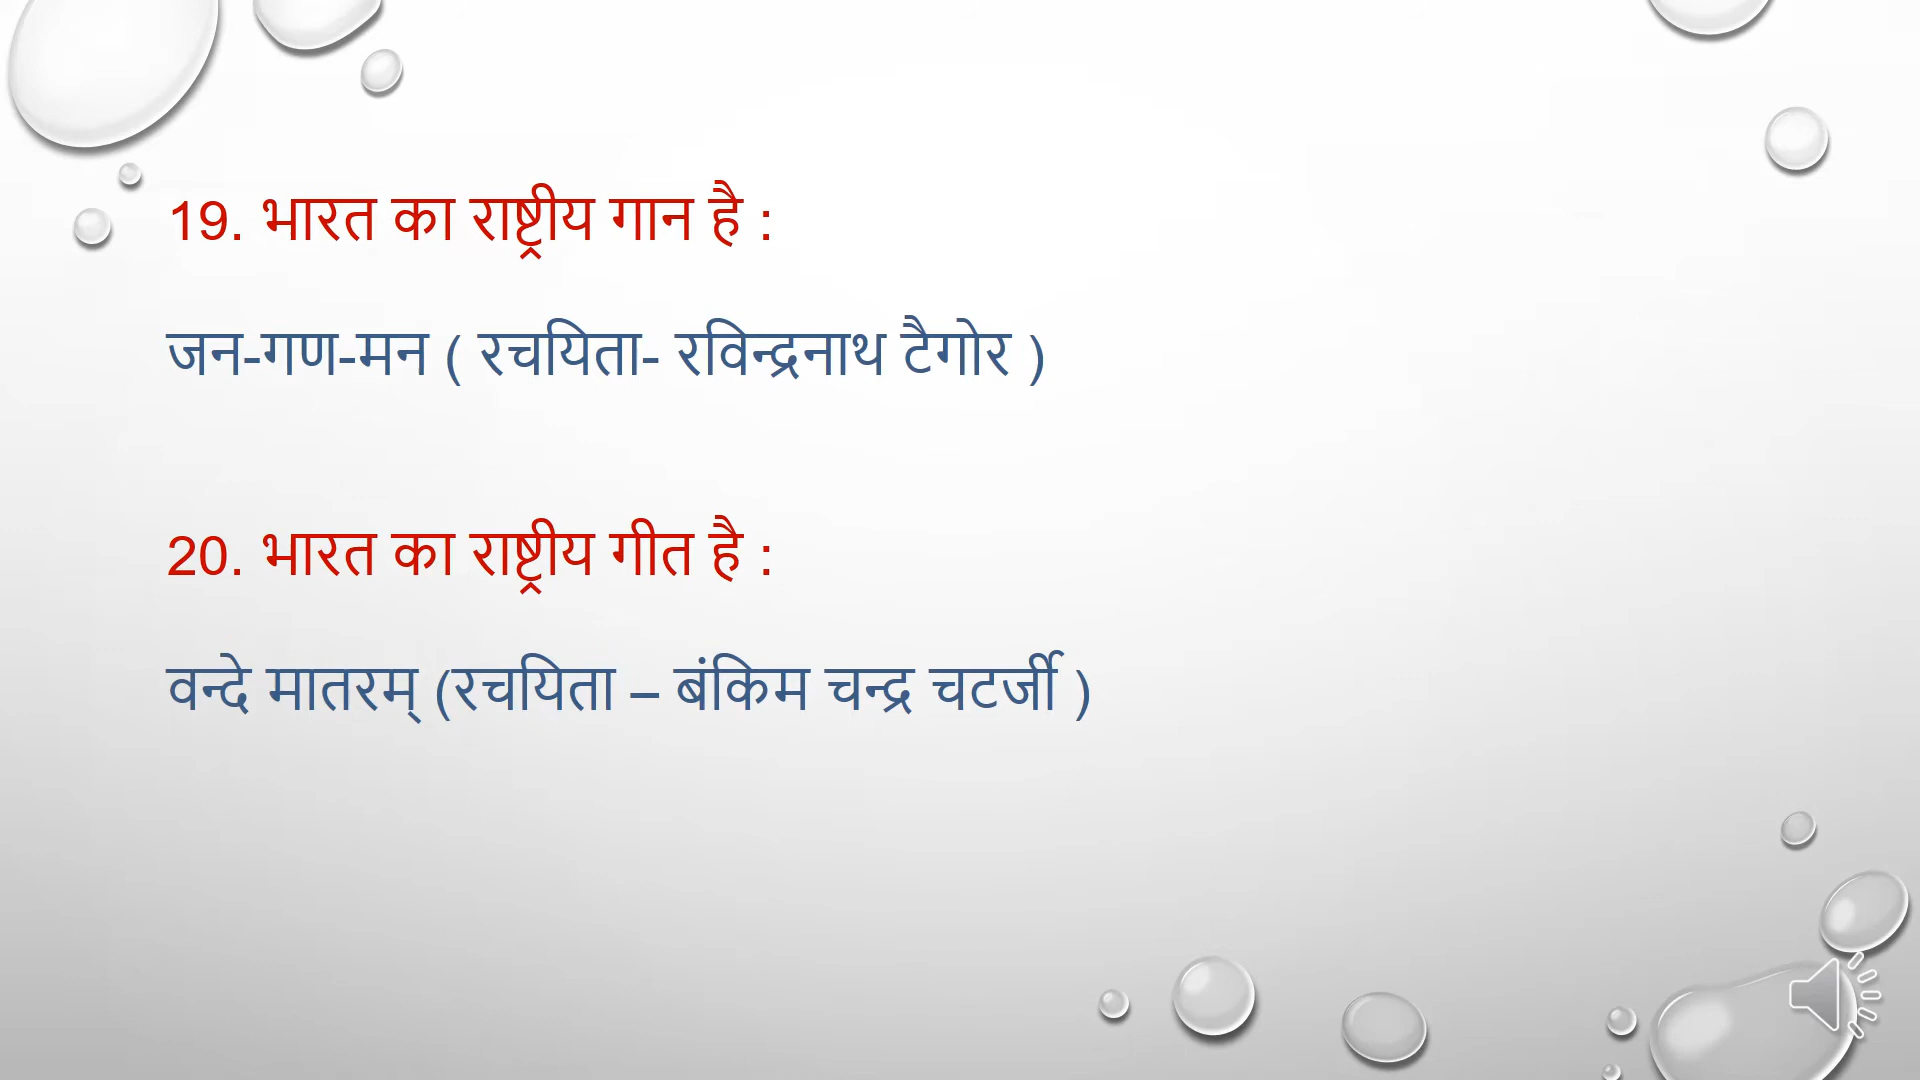 19. भारत का राष्ट्रीय गान है :
जन-गण-मन ( रचयिता- रविन्द्रनाथ टैगोर )
20. भारत का राष्ट्रीय गीत है :
वन्दे मातरम् (रचयिता – बंकिम चन्द्र चटर्जी )